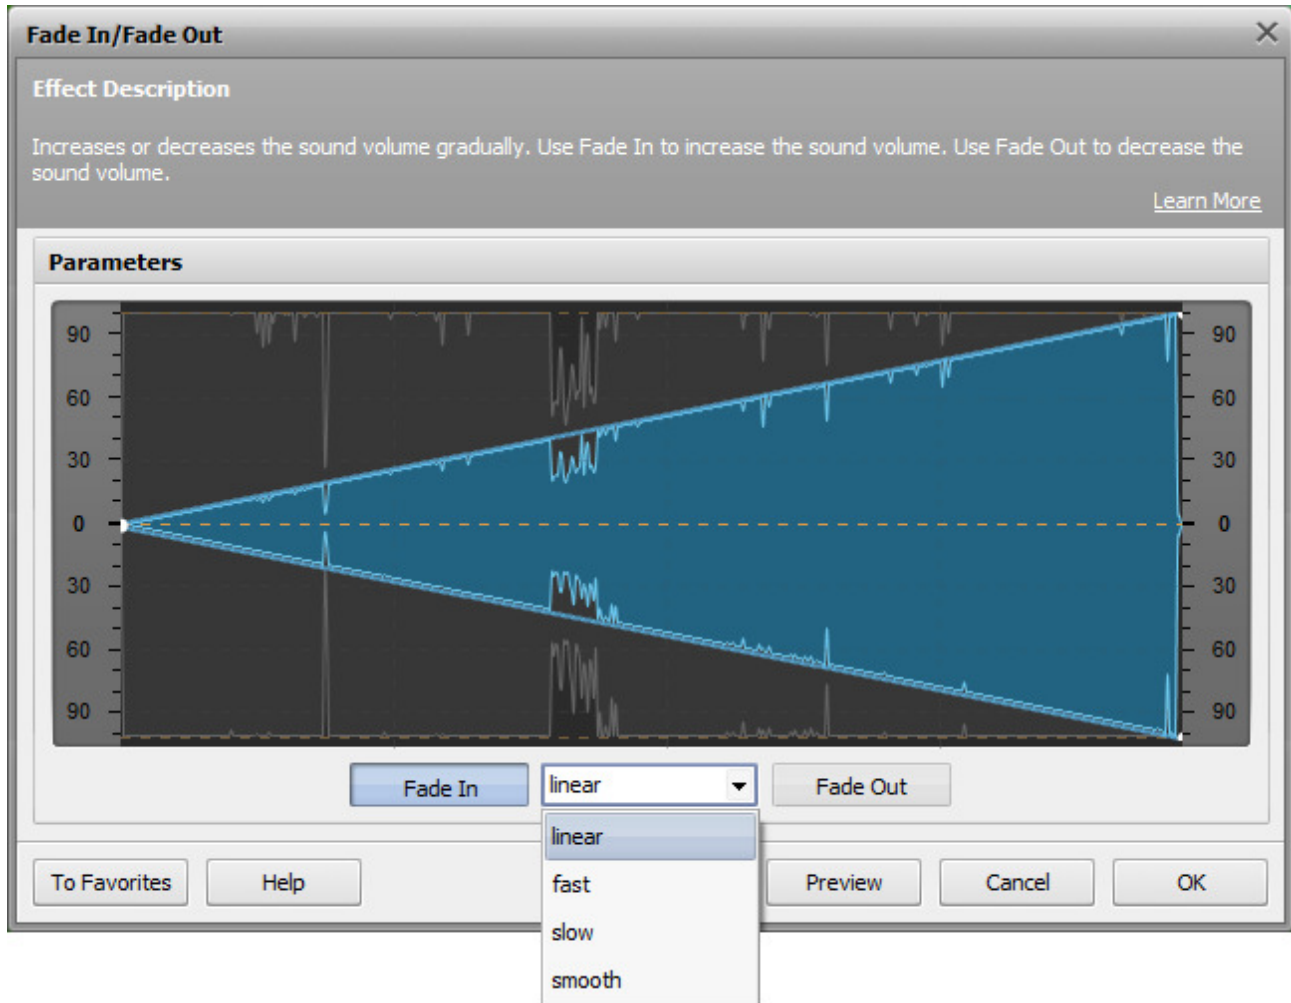 Fade In/Fade Out
Effect Description
Increases or decreases the sound volume gradually. Use Fade In to increase the sound volume. Use Fade Out to decrease the
sound volume.
Learn More
Parameters
90 90
60 60
30 30
0 0
30 30
60 60
90 90
Fade In linear Fade Out
linear
To Favorites Help fast Preview Cancel OK
slow
smooth